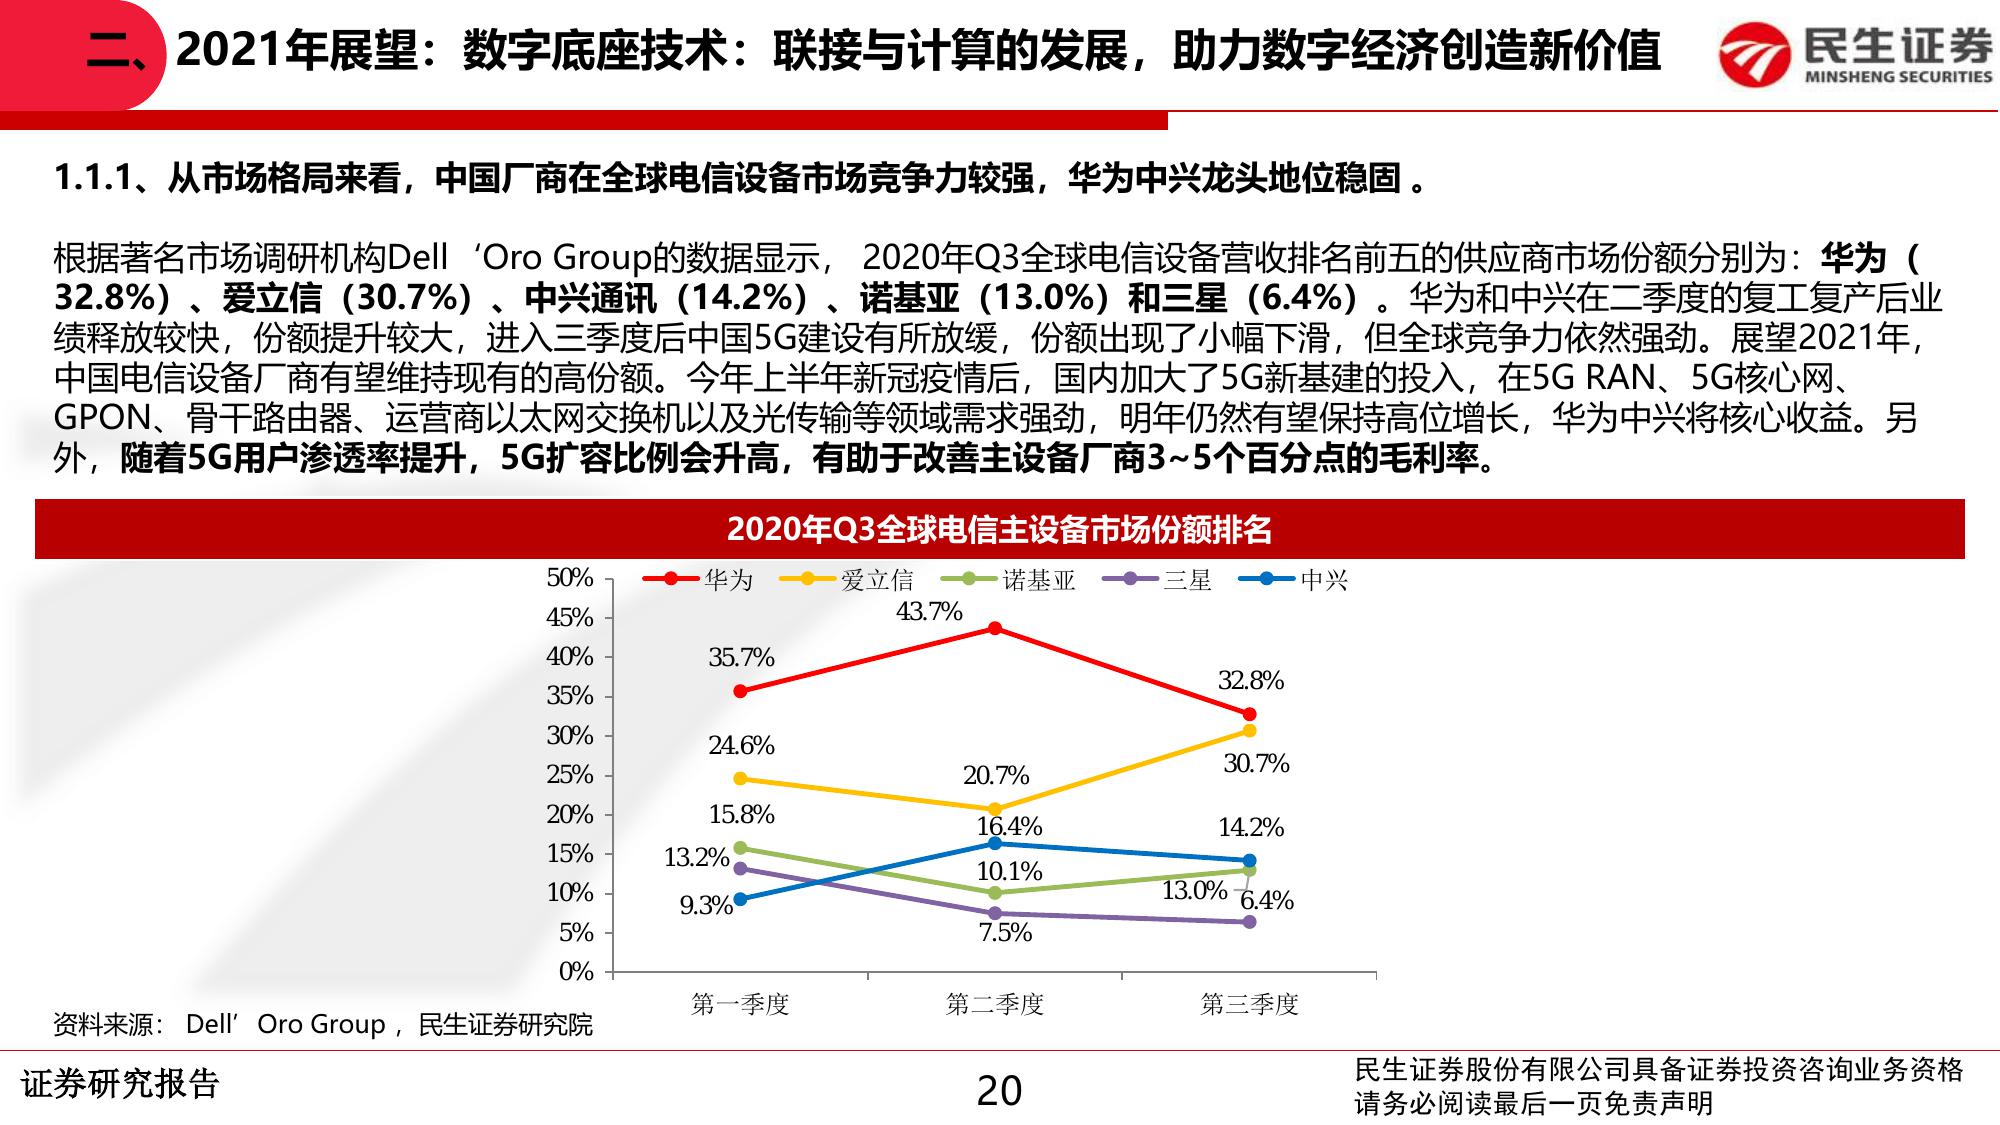 二、2021年展望：数字底座技术：联接与计算的发展，助力数字经济创造新价值
民生证券
MINSHENG SECURITIES
1.1.1、从市场格局来看，中国厂商在全球电信设备市场竞争力较强，华为中兴龙头地位稳固 。
根据著名市场调研机构Dell‘Oro Group的数据显示， 2020年Q3全球电信设备营收排名前五的供应商市场份额分别为：华为（
32.8%）、爱立信（30.7%）、中兴通讯（14.2%）、诺基亚（13.0%）和三星（6.4%）。华为和中兴在二季度的复工复产后业
绩释放较快，份额提升较大，进入三季度后中国5G建设有所放缓，份额出现了小幅下滑，但全球竞争力依然强劲。展望2021年，
中国电信设备厂商有望维持现有的高份额。今年上半年新冠疫情后，国内加大了5G新基建的投入，在5G RAN、5G核心网、
GPON、骨干路由器、运营商以太网交换机以及光传输等领域需求强劲，明年仍然有望保持高位增长，华为中兴将核心收益。另
外，随着5G用户渗透率提升，5G扩容比例会升高，有助于改善主设备厂商3~5个百分点的毛利率。
2020年Q3全球电信主设备市场份额排名
华为 爱立信 诺基亚 三星 中兴
50%
45%
40%
35%
30%
25%
20%
15%
10%
5%
0%
35.7%
43.7%
32.8%
24.6%
20.7%
30.7%
15.8%
16.4%
14.2%
13.2%
10.1%
13.0%
9.3%
7.5%
6.4%
第一季度 第二季度 第三季度
资料来源： Dell’Oro Group ，民生证券研究院
证券研究报告
20
民生证券股份有限公司具备证券投资咨询业务资格
请务必阅读最后一页免责声明